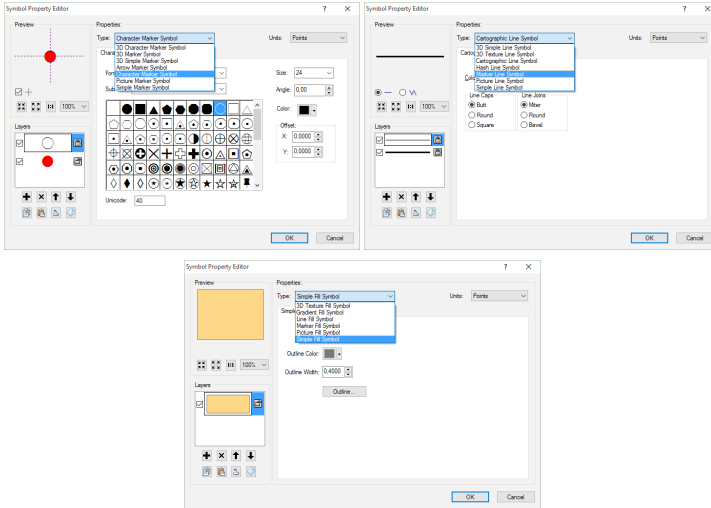 Symbol Property Editor
Preview
Properties:
Type: Character Marker Symbol
Units: Points
3D Character Marker Symbol
3D Marker Symbol
3D Simple Marker Symbol
Arrow Marker Symbol
Character Marker Symbol
Picture Marker Symbol
Simple Marker Symbol
Size: 24
Angle: 0.00
Color:
Offset:
X: 0.0000
Y: 0.0000
100%
Layers
Unicode: 40
OK
Cancel
Symbol Property Editor
Preview
Properties:
Type: Cartographic Line Symbol
Units: Points
3D Simple Line Symbol
3D Texture Line Symbol
Cartographic Line Symbol
Hash Line Symbol
Marker Line Symbol
Picture Line Symbol
Simple Line Symbol
Line Caps
Line Joins
Butt
Miter
Round
Round
Square
Bevel
100%
Layers
OK
Cancel
Symbol Property Editor
Preview
Properties:
Type: Simple Fill Symbol
Units: Points
3D Texture Fill Symbol
Gradient Fill Symbol
Line Fill Symbol
Marker Fill Symbol
Picture Fill Symbol
Simple Fill Symbol
Outline Color:
Outline Width: 0.4000
Outline...
100%
Layers
OK
Cancel